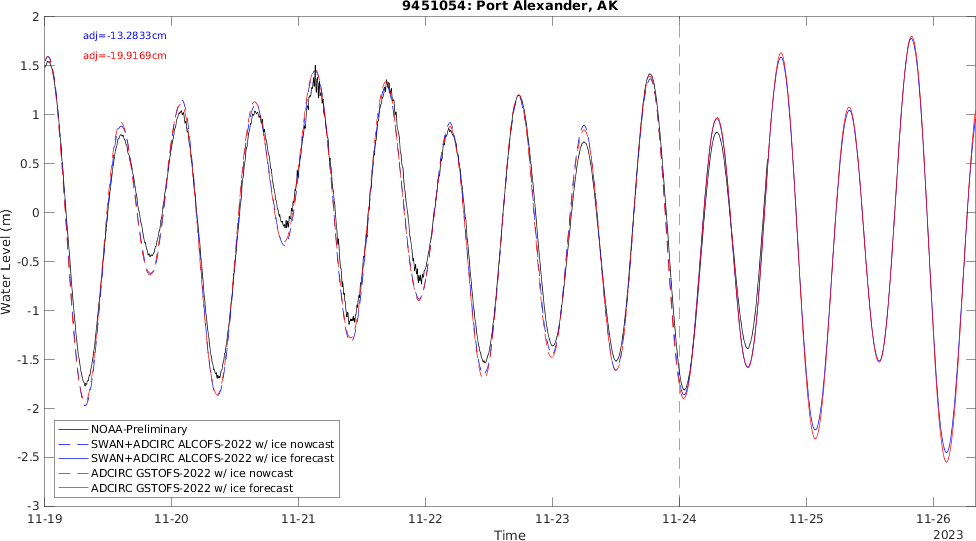 9451054: Port Alexander, AK
adj=-13.2833cm
adj=-19.9169cm
Water Level (m)
2
1.5
1
0.5
0
-0.5
-1
-1.5
-2
-2.5
-3
NOAA-Preliminary
SWAN+ADCIRC ALCOFS-2022 w/ ice nowcast
SWAN+ADCIRC ALCOFS-2022 w/ ice forecast
ADCIRC GSTOFS-2022 w/ ice nowcast
ADCIRC GSTOFS-2022 w/ ice forecast
11-19 11-20 11-21 11-22 11-23 11-24 11-25 11-26
Time
2023